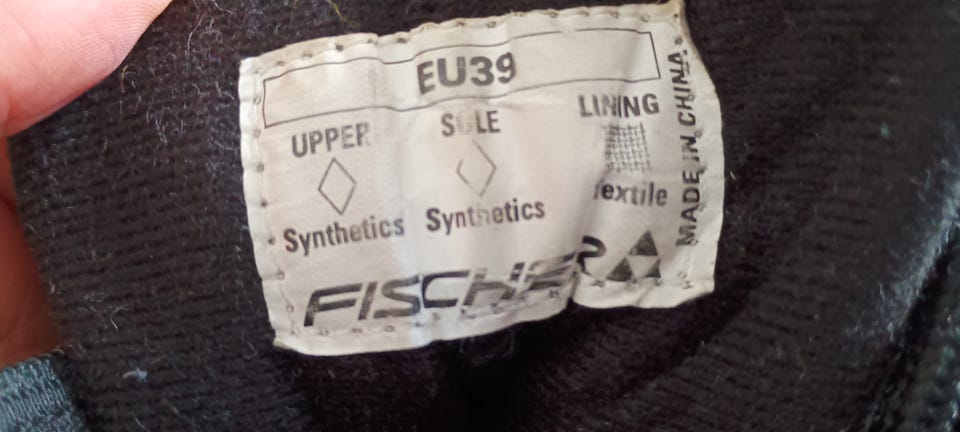 EU39
UPPER SOLE LINING
Synthetics Synthetics Textile
FISCHER
MADE IN CHINA